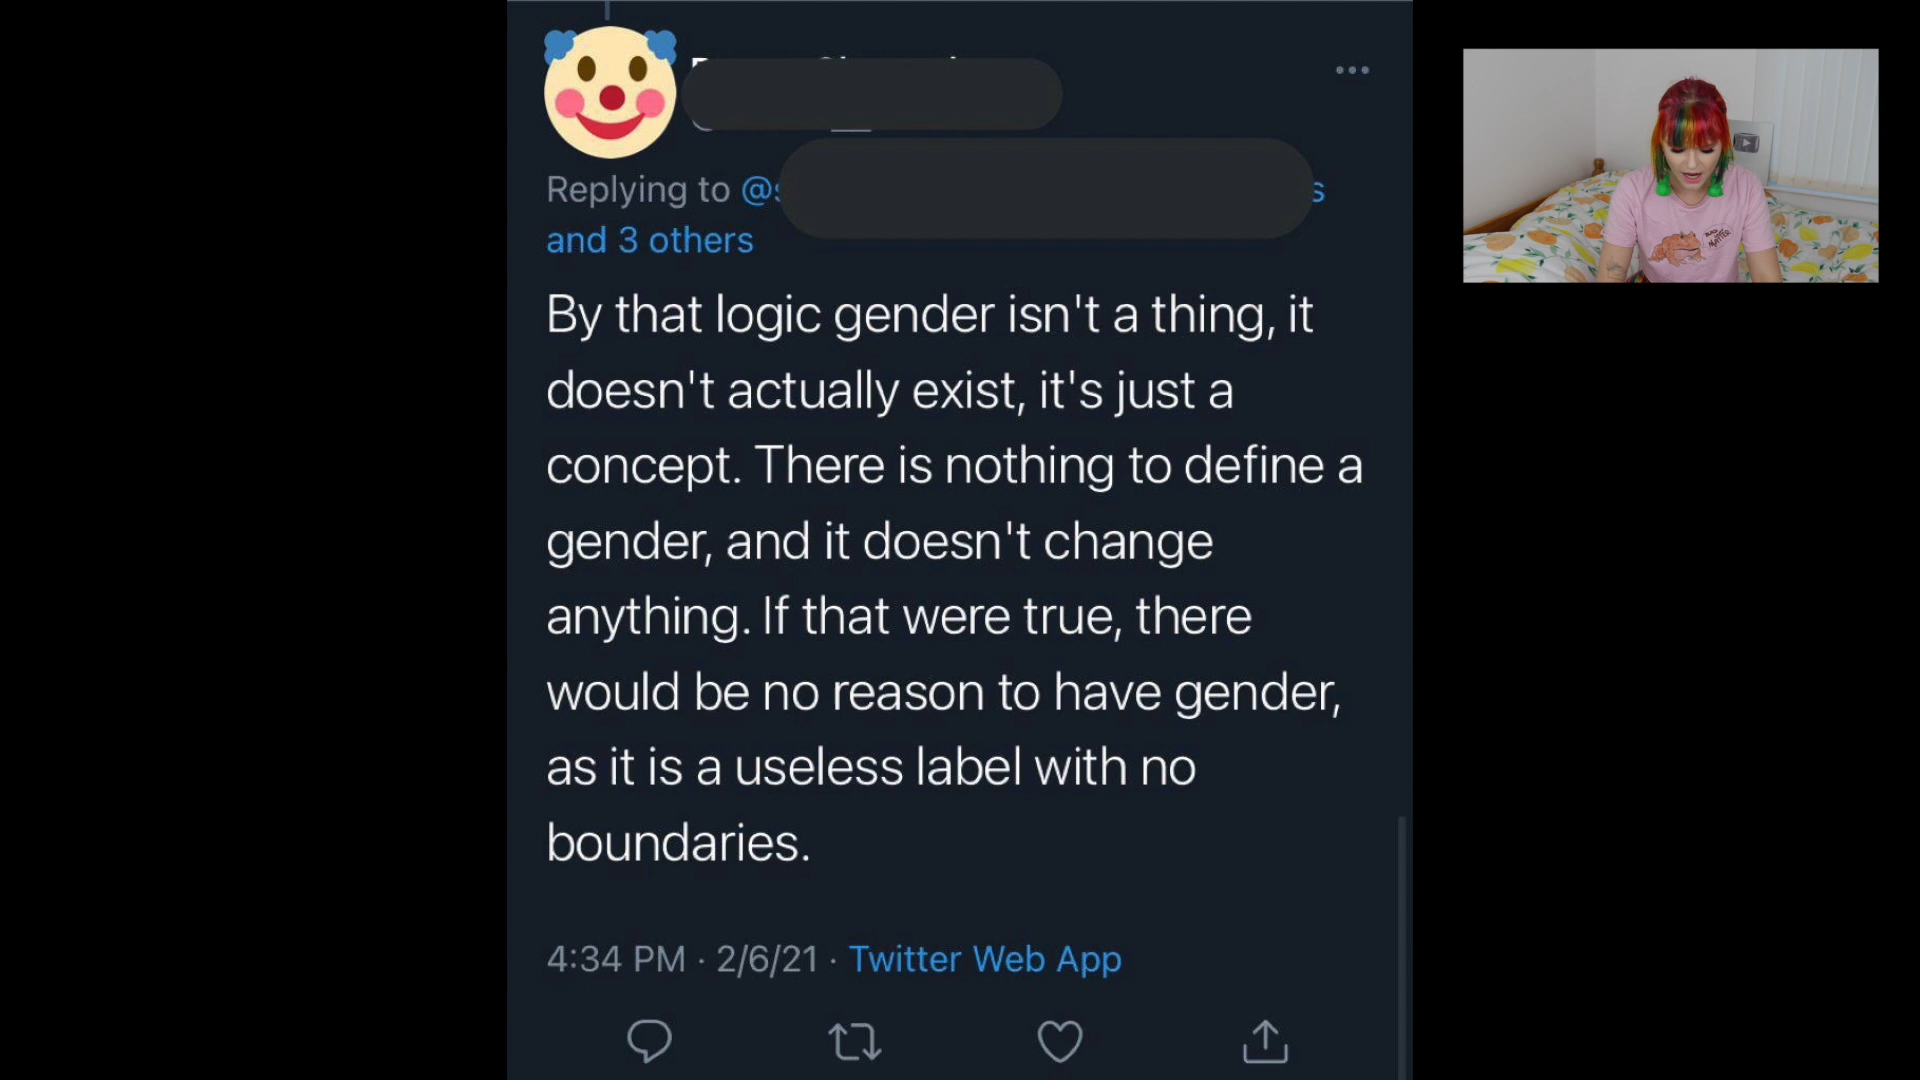 Replying to
and 3 others
By that logic gender isn't a thing, it
doesn't actually exist, it's just a
concept. There is nothing to define a
gender, and it doesn't change
anything. If that were true, there
would be no reason to have gender,
as it is a useless label with no
boundaries.
4:34 PM · 2/6/21 · Twitter Web App
MATTER